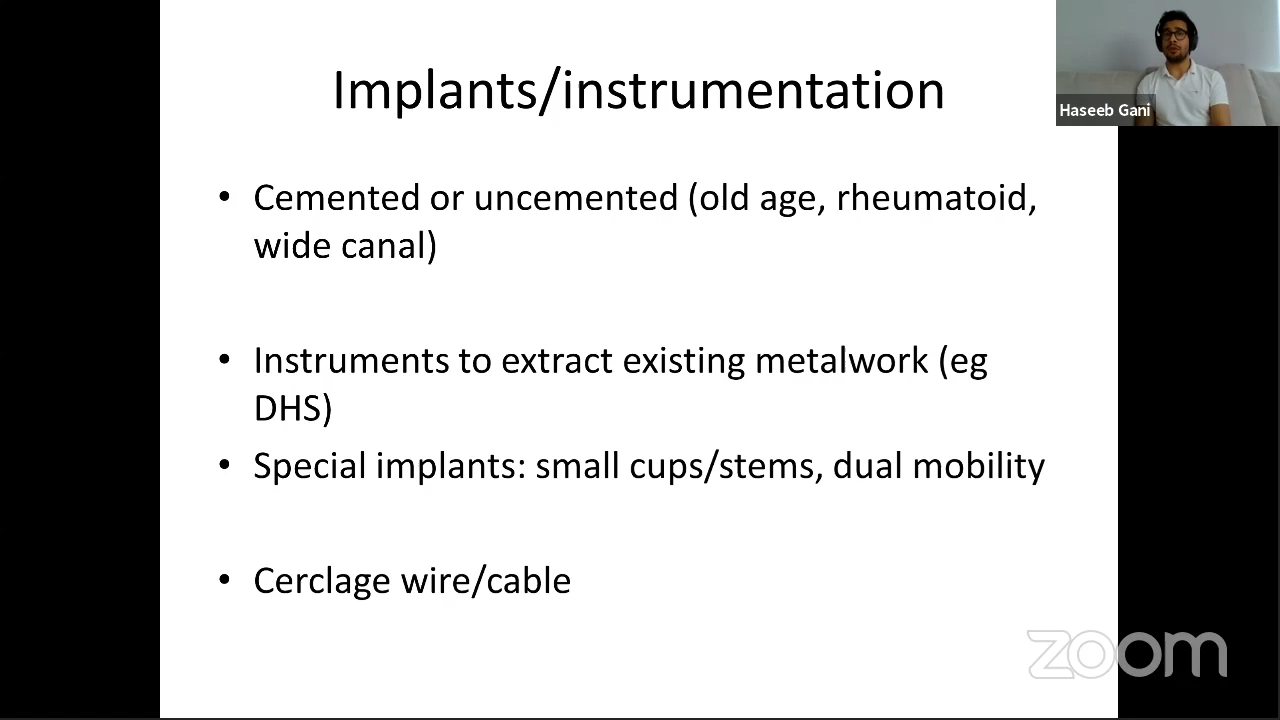 Implants/instrumentation
Haseeb Gani
• Cemented or uncemented (old age, rheumatoid,
wide canal)
• Instruments to extract existing metalwork (eg
DHS)
• Special implants: small cups/stems, dual mobility
• Cerclage wire/cable
zoom